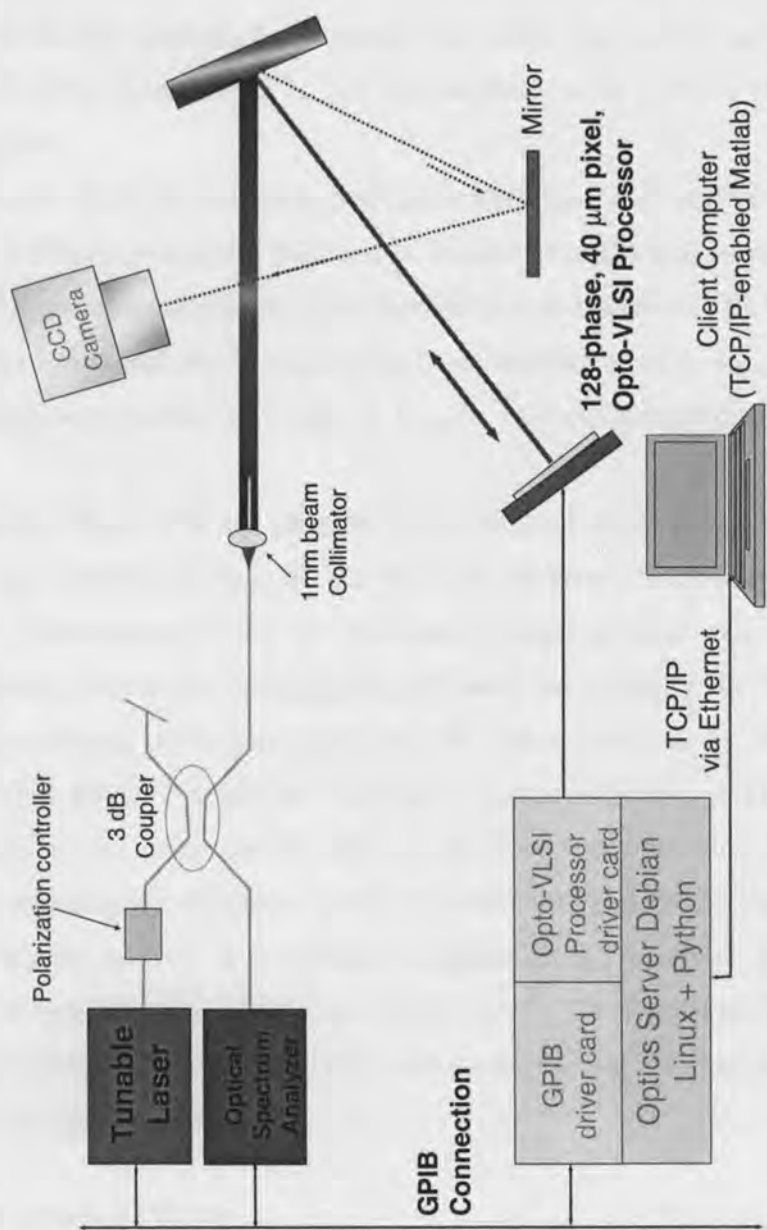 Tunable
Laser
Optical
Spectrum
Analyzer
Polarization controller
3 dB
Coupler
1mm beam
Collimator
CCD
Camera
Mirror
128-phase, 40 µm pixel,
Opto-VLSI Processor
GPIB
Connection
GPIB
driver card
Opto-VLSI
Processor
driver card
Optics Server Debian
Linux + Python
TCP/IP
via Ethernet
Client Computer
(TCP/IP-enabled Matlab)